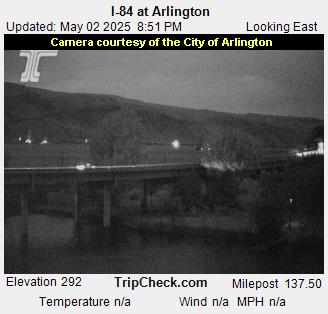 I-84 at Arlington
Updated: May 02 2025 8:51 PM Looking East
Camera courtesy of the City of Arlington
Elevation 292 TripCheck.com Milepost 137.50
Temperature n/a Wind n/a MPH n/a